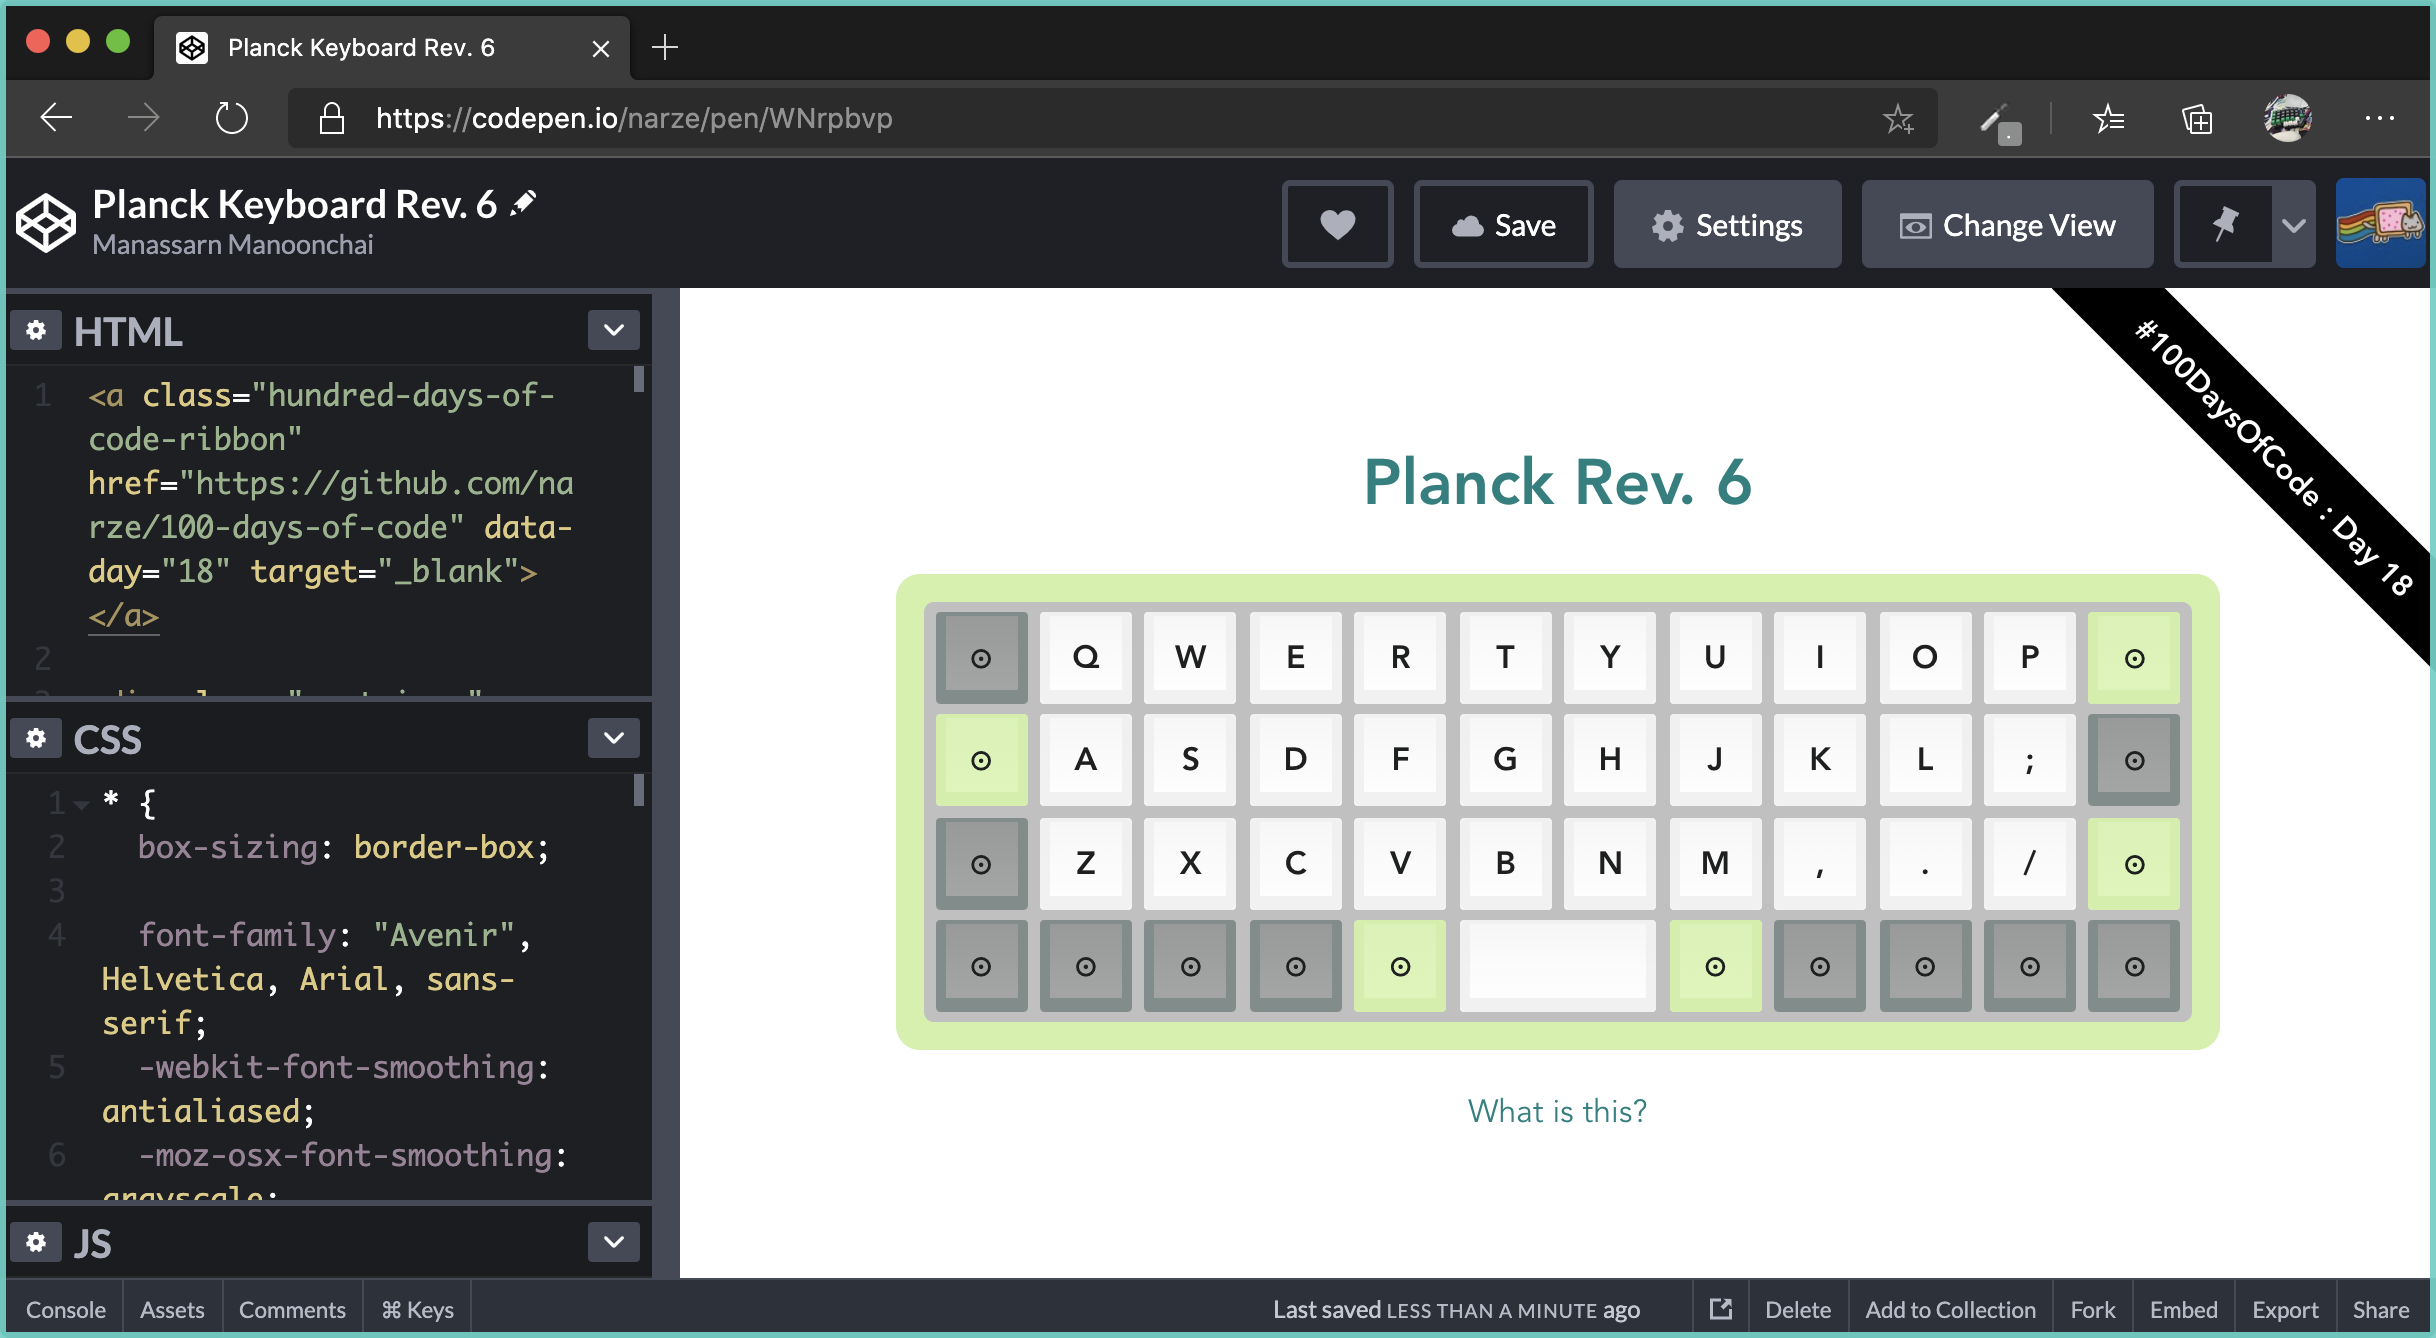 Planck Keyboard Rev. 6
https://codepen.io/narze/pen/WNrpbvp
Planck Keyboard Rev. 6
Manassarn Manoonchai
Save
Settings
Change View
HTML
1 <a class="hundred-days-of-
code-ribbon"
href="https://github.com/na
rze/100-days-of-code" data-
day="18" target="_blank">
</a>
2
CSS
1 * {
2 box-sizing: border-box;
3
4 font-family: "Avenir",
Helvetica, Arial, sans-
serif;
5 -webkit-font-smoothing:
antialiased;
6 -moz-osx-font-smoothing:
grayscale;
JS
#100DaysOfCode : Day 18
Planck Rev. 6
Q W E R T Y U I O P
A S D F G H J K L ;
Z X C V B N M , . /
What is this?
Console Assets Comments ⌘ Keys Last saved LESS THAN A MINUTE ago Delete Add to Collection Fork Embed Export Share